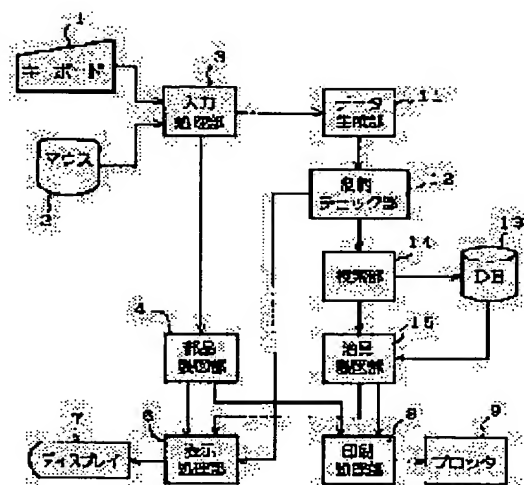 1
キーボード
3
入力
処理部
データ
生成部
11
マウス
2
規約
チェック部
12
13
14
検索部
DB
4
部品
製図部
治具
製図部
15
7
ディスプレイ
6
表示
処理部
8
印刷
処理部
9
プロッタ